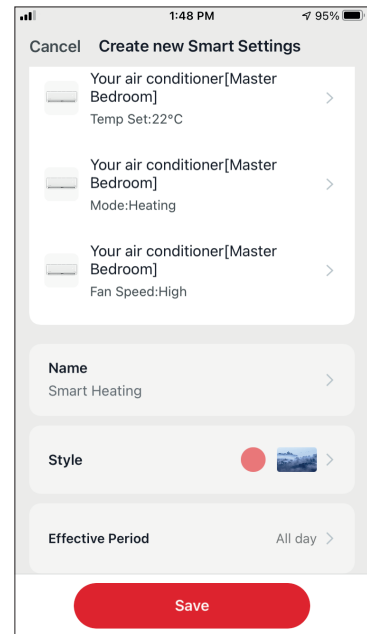 1:48 PM
95%
Cancel Create new Smart Settings
Your air conditioner[Master
Bedroom]
Temp Set:22°C
Your air conditioner[Master
Bedroom]
Mode:Heating
Your air conditioner[Master
Bedroom]
Fan Speed:High
Name
Smart Heating
Style
Effective Period All day
Save